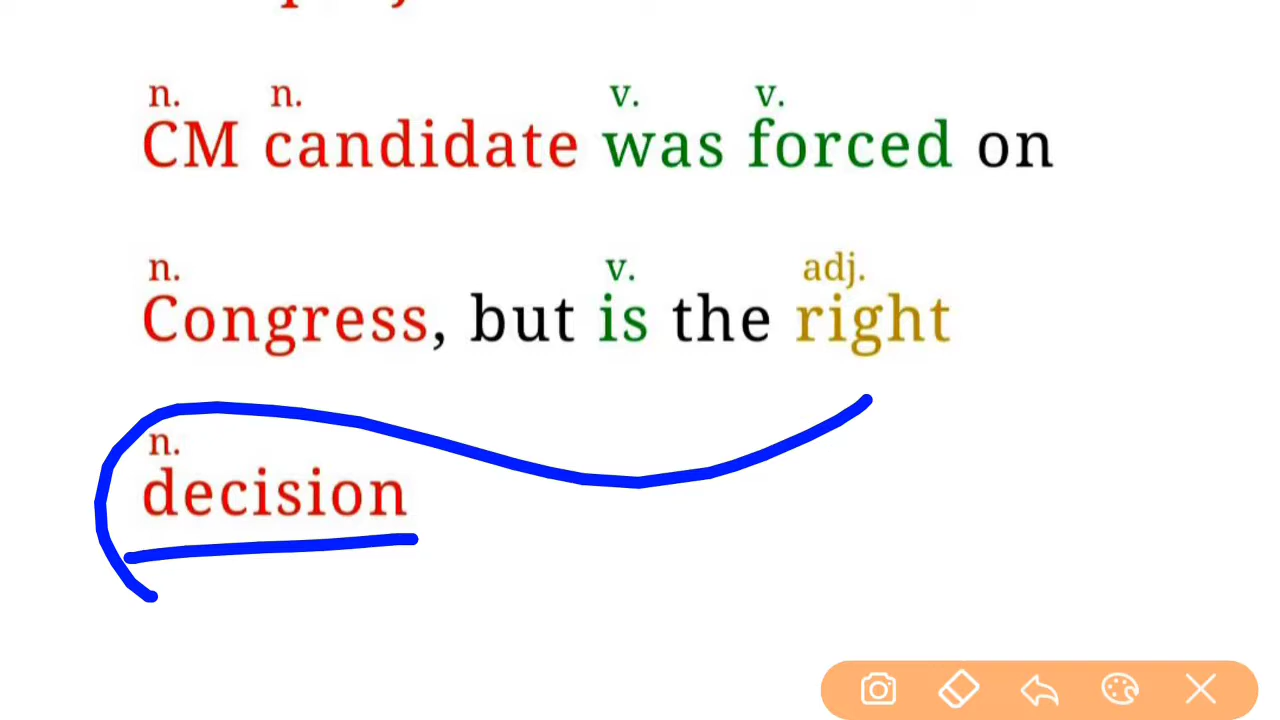 n. n. v. v.
CM candidate was forced on
n. v. adj.
Congress, but is the right
n.
decision